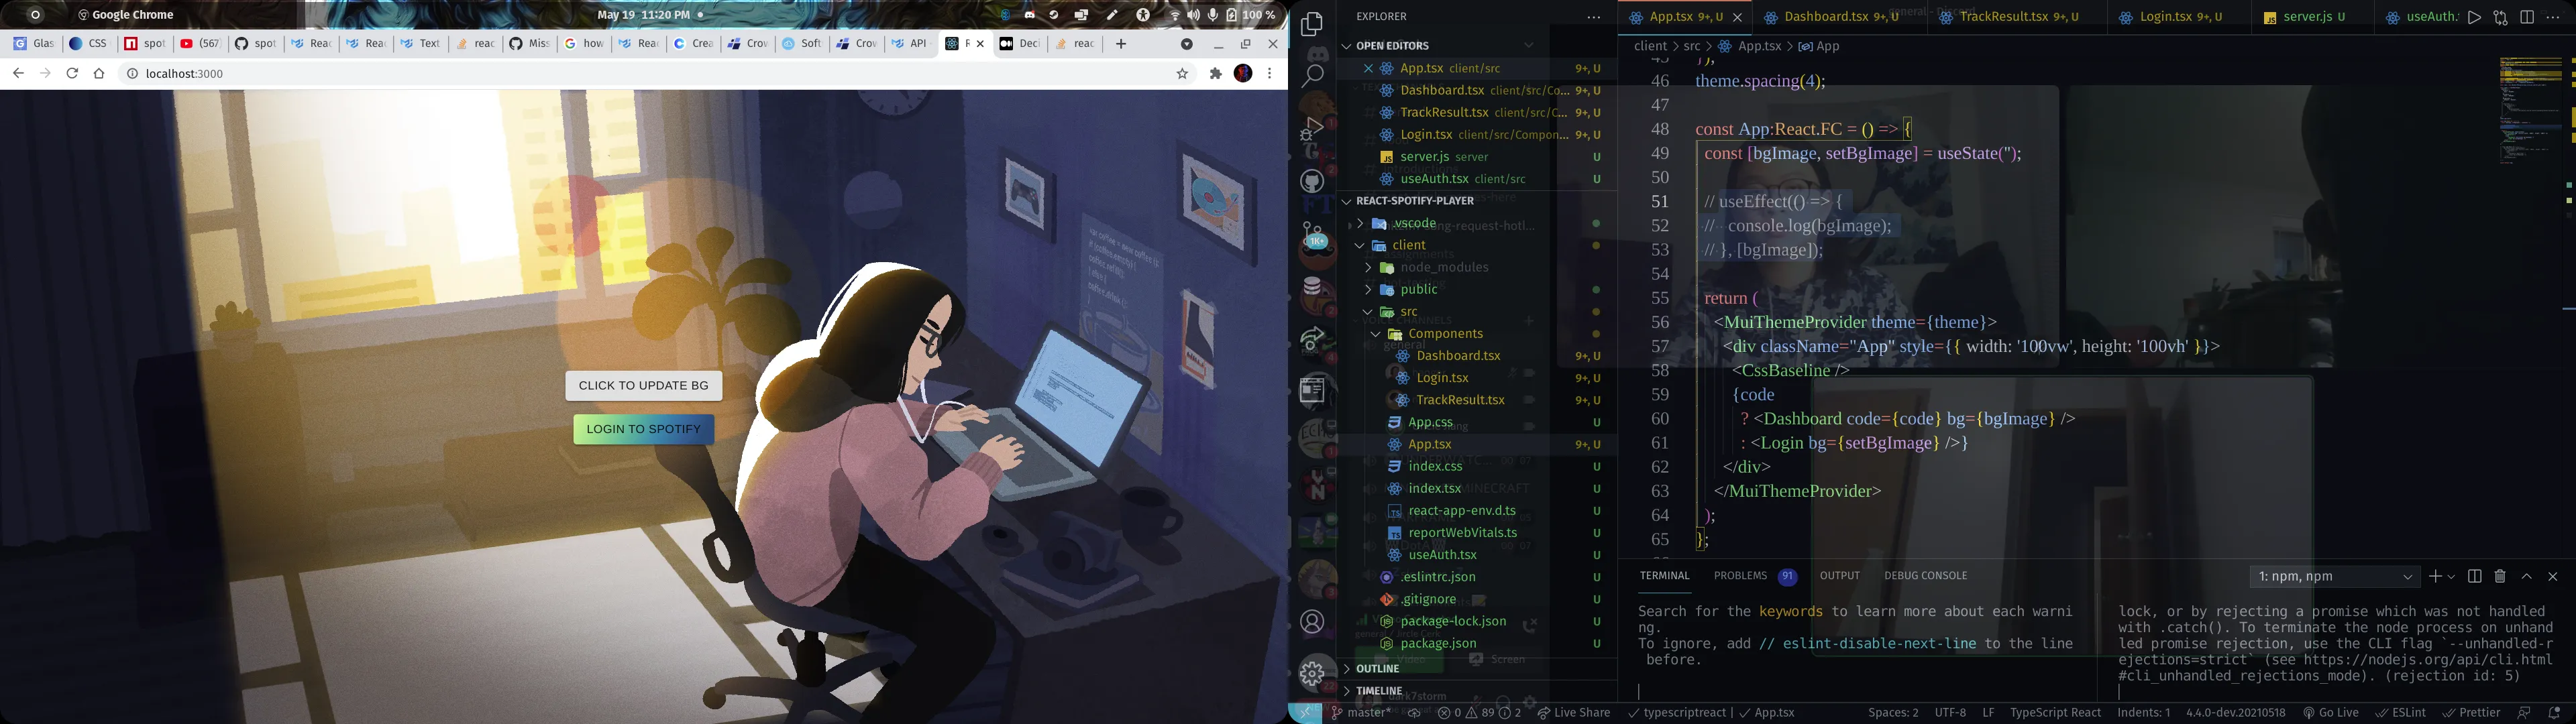 Google Chrome
May 19 11:20 PM
100 %
Glas
CSS
spot
(567)
spot
Reac
Reac
Text
reac
Mis:
how
Rea
Crea
Crov
Soft
Crov
API
R
Deci
reac
localhost:3000
CLICK TO UPDATE BG
LOGIN TO SPOTIFY
EXPLORER
OPEN EDITORS
App.tsx client/src 9+, U
Dashboard.tsx client/src/Co... 9+, U
TrackResult.tsx client/src/C... 9+, U
Login.tsx client/src/Compon... 9+, U
server.js server U
useAuth.tsx client/src U
REACT-SPOTIFY-PLAYER
.vscode
client
node_modules
public
src
Components
Dashboard.tsx 9+, U
Login.tsx 9+, U
TrackResult.tsx 9+, U
App.css U
App.tsx 9+, U
index.css U
index.tsx U
react-app-env.d.ts U
reportWebVitals.ts U
useAuth.tsx U
.eslintrc.json U
.gitignore U
package-lock.json U
package.json U
OUTLINE
TIMELINE
App.tsx 9+, U
Dashboard.tsx 9+, U
TrackResult.tsx 9+, U
Login.tsx 9+, U
server.js U
useAuth.
client > src > App.tsx > App
46 theme.spacing(4);
47
48 const App:React.FC = () => {
49 const [bgImage, setBgImage] = useState('');
50
51 // useEffect(() => {
52 // console.log(bgImage);
53 // }, [bgImage]);
54
55 return (
56 <MuiThemeProvider theme={theme}>
57 <div className="App" style={{ width: '100vw', height: '100vh' }}>
58 <CssBaseline />
59 {code
60 ? <Dashboard code={code} bg={bgImage} />
61 : <Login bg={setBgImage} />}
62 </div>
63 </MuiThemeProvider>
64 );
65 };
TERMINAL
PROBLEMS 91
OUTPUT
DEBUG CONSOLE
1: npm, npm
Search for the keywords to learn more about each warni
ng.
To ignore, add // eslint-disable-next-line to the line
before.
lock, or by rejecting a promise which was not handled
with .catch(). To terminate the node process on unhand
led promise rejection, use the CLI flag `--unhandled-r
ejections=strict` (see https://nodejs.org/api/cli.html
#cli_unhandled_rejections_mode). (rejection id: 5)
master*
0 89 2
Live Share
typescriptreact | App.tsx
Spaces: 2
UTF-8
LF
TypeScript React
Indents: 1
4.4.0-dev.20210518
Go Live
ESLint
Prettier